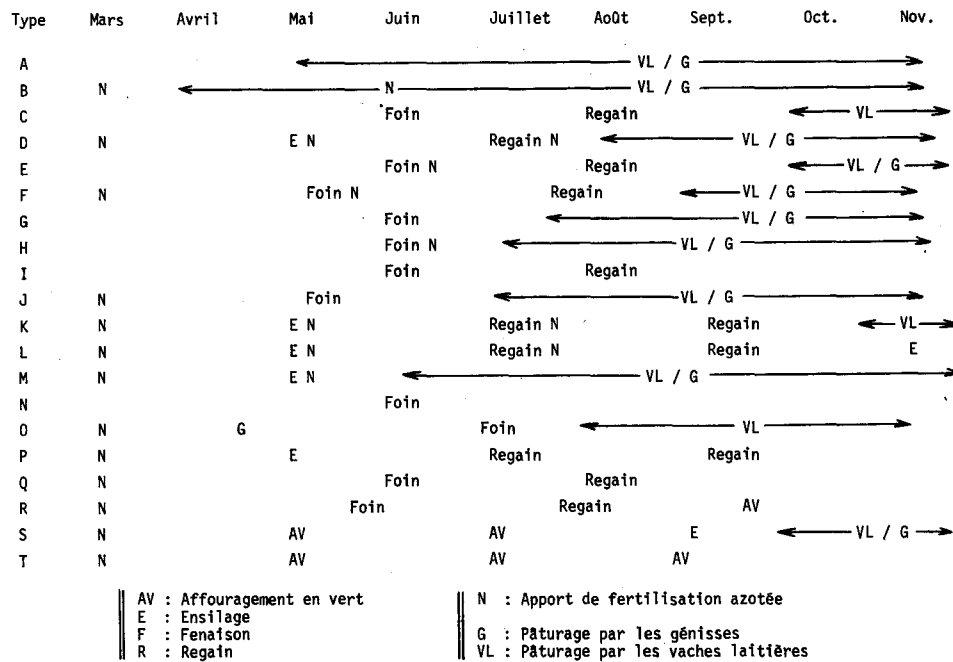 Type Mars Avril Mai Juin Juillet Août Sept. Oct. Nov.
A VL / G
B N N VL / G
C Foin Regain VL
D N E N Regain N VL / G
E Foin N Regain VL / G
F N Foin N Regain VL / G
G Foin VL / G
H Foin N VL / G
I Foin Regain
J N Foin VL / G
K N E N Regain N Regain VL
L N E N Regain N Regain E
M N E N VL / G
N Foin
O N G Foin VL
P N E Regain Regain
Q N Foin Regain
R N Foin Regain AV
S N AV AV E VL / G
T N AV AV AV
AV : Affouragement en vert
E : Ensilage
F : Fenaison
R : Regain
N : Apport de fertilisation azotée
G : Pâturage par les génisses
VL : Pâturage par les vaches laitières